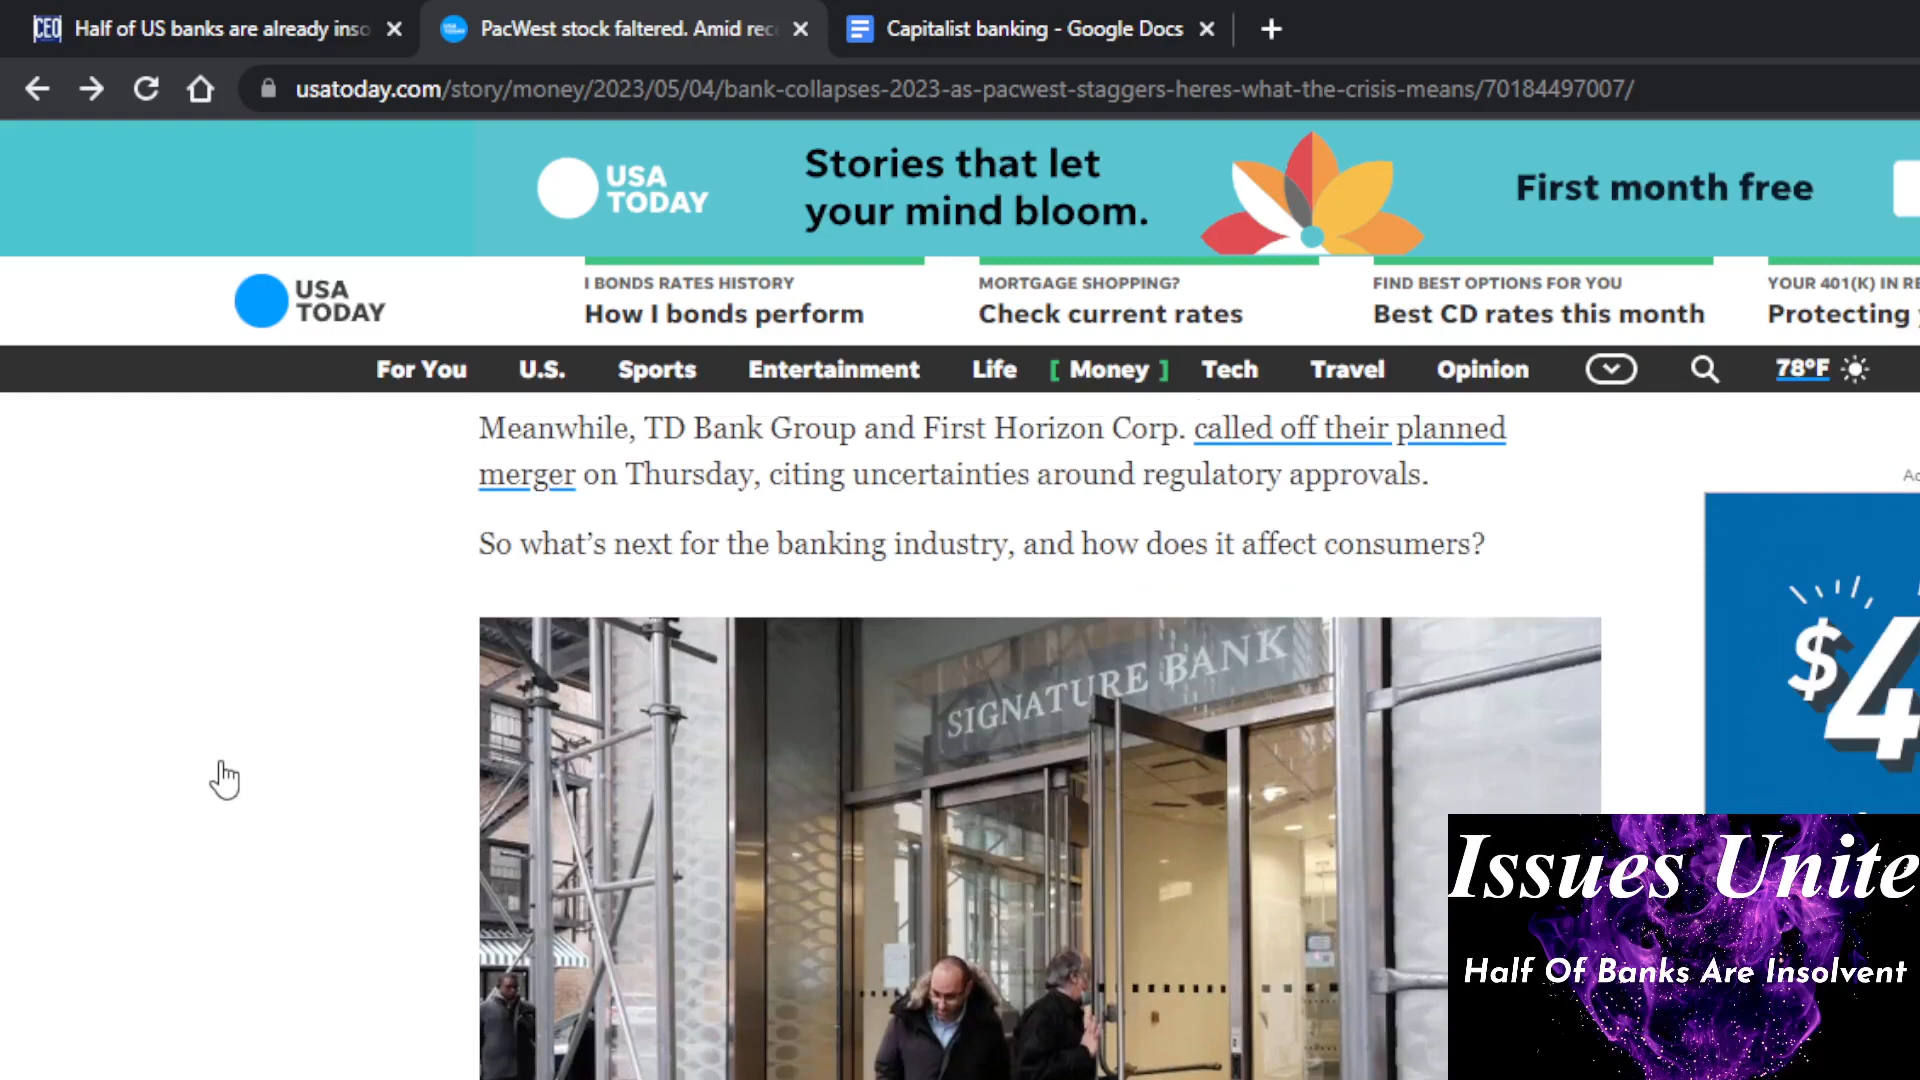 CEO Half of US banks are already inso
PacWest stock faltered. Amid rec
Capitalist banking - Google Docs
usatoday.com/story/money/2023/05/04/bank-collapses-2023-as-pacwest-staggers-heres-what-the-crisis-means/70184497007/
USA
TODAY
Stories that let
your mind bloom.
First month free
USA
TODAY
I BONDS RATES HISTORY
How I bonds perform
MORTGAGE SHOPPING?
Check current rates
FIND BEST OPTIONS FOR YOU
Best CD rates this month
YOUR 401(K) IN RE
Protecting
For You U.S. Sports Entertainment Life [ Money ] Tech Travel Opinion 78°F
Meanwhile, TD Bank Group and First Horizon Corp. called off their planned
merger on Thursday, citing uncertainties around regulatory approvals.
So what's next for the banking industry, and how does it affect consumers?
SIGNATURE BANK
$4
Issues Unite
Half Of Banks Are Insolvent